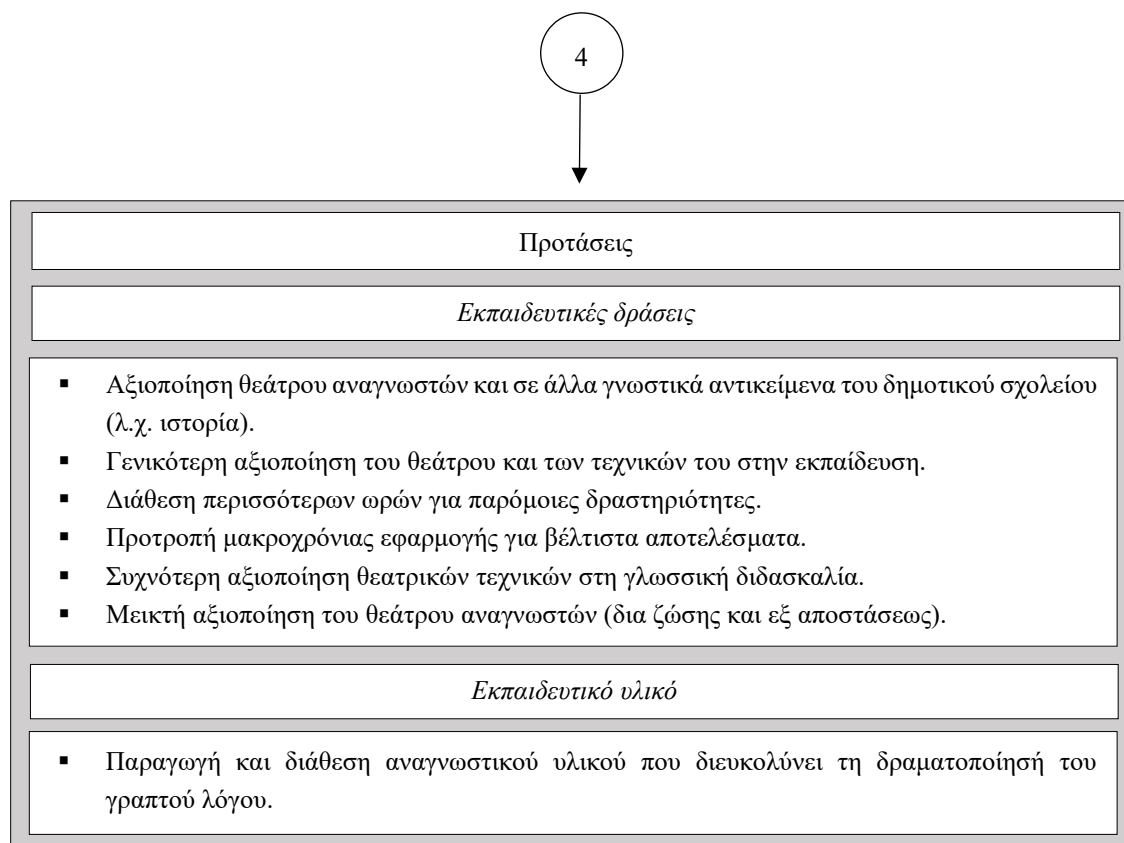 4
Προτάσεις
Εκπαιδευτικές δράσεις
▪ Αξιοποίηση θεάτρου αναγνωστών και σε άλλα γνωστικά αντικείμενα του δημοτικού σχολείου
(λ.χ. ιστορία).
▪ Γενικότερη αξιοποίηση του θεάτρου και των τεχνικών του στην εκπαίδευση.
▪ Διάθεση περισσότερων ωρών για παρόμοιες δραστηριότητες.
▪ Προτροπή μακροχρόνιας εφαρμογής για βέλτιστα αποτελέσματα.
▪ Συχνότερη αξιοποίηση θεατρικών τεχνικών στη γλωσσική διδασκαλία.
▪ Μεικτή αξιοποίηση του θεάτρου αναγνωστών (δια ζώσης και εξ αποστάσεως).
Εκπαιδευτικό υλικό
▪ Παραγωγή και διάθεση αναγνωστικού υλικού που διευκολύνει τη δραματοποίησή του
γραπτού λόγου.